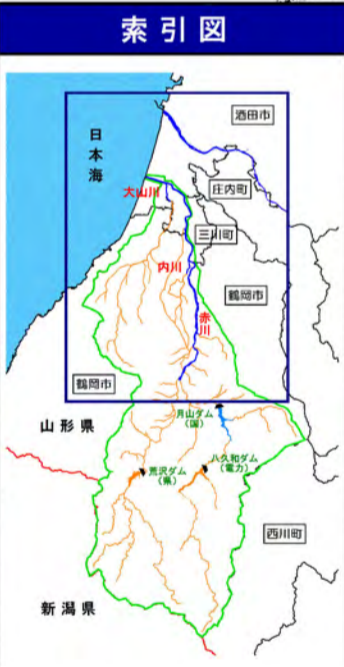 索引図
酒田市
日本海
庄内町
大山川
三川町
内川
鶴岡市
赤川
鶴岡市
月山ダム
(国)
山形県
八久和ダム
(電力)
荒沢ダム
(県)
西川町
新潟県